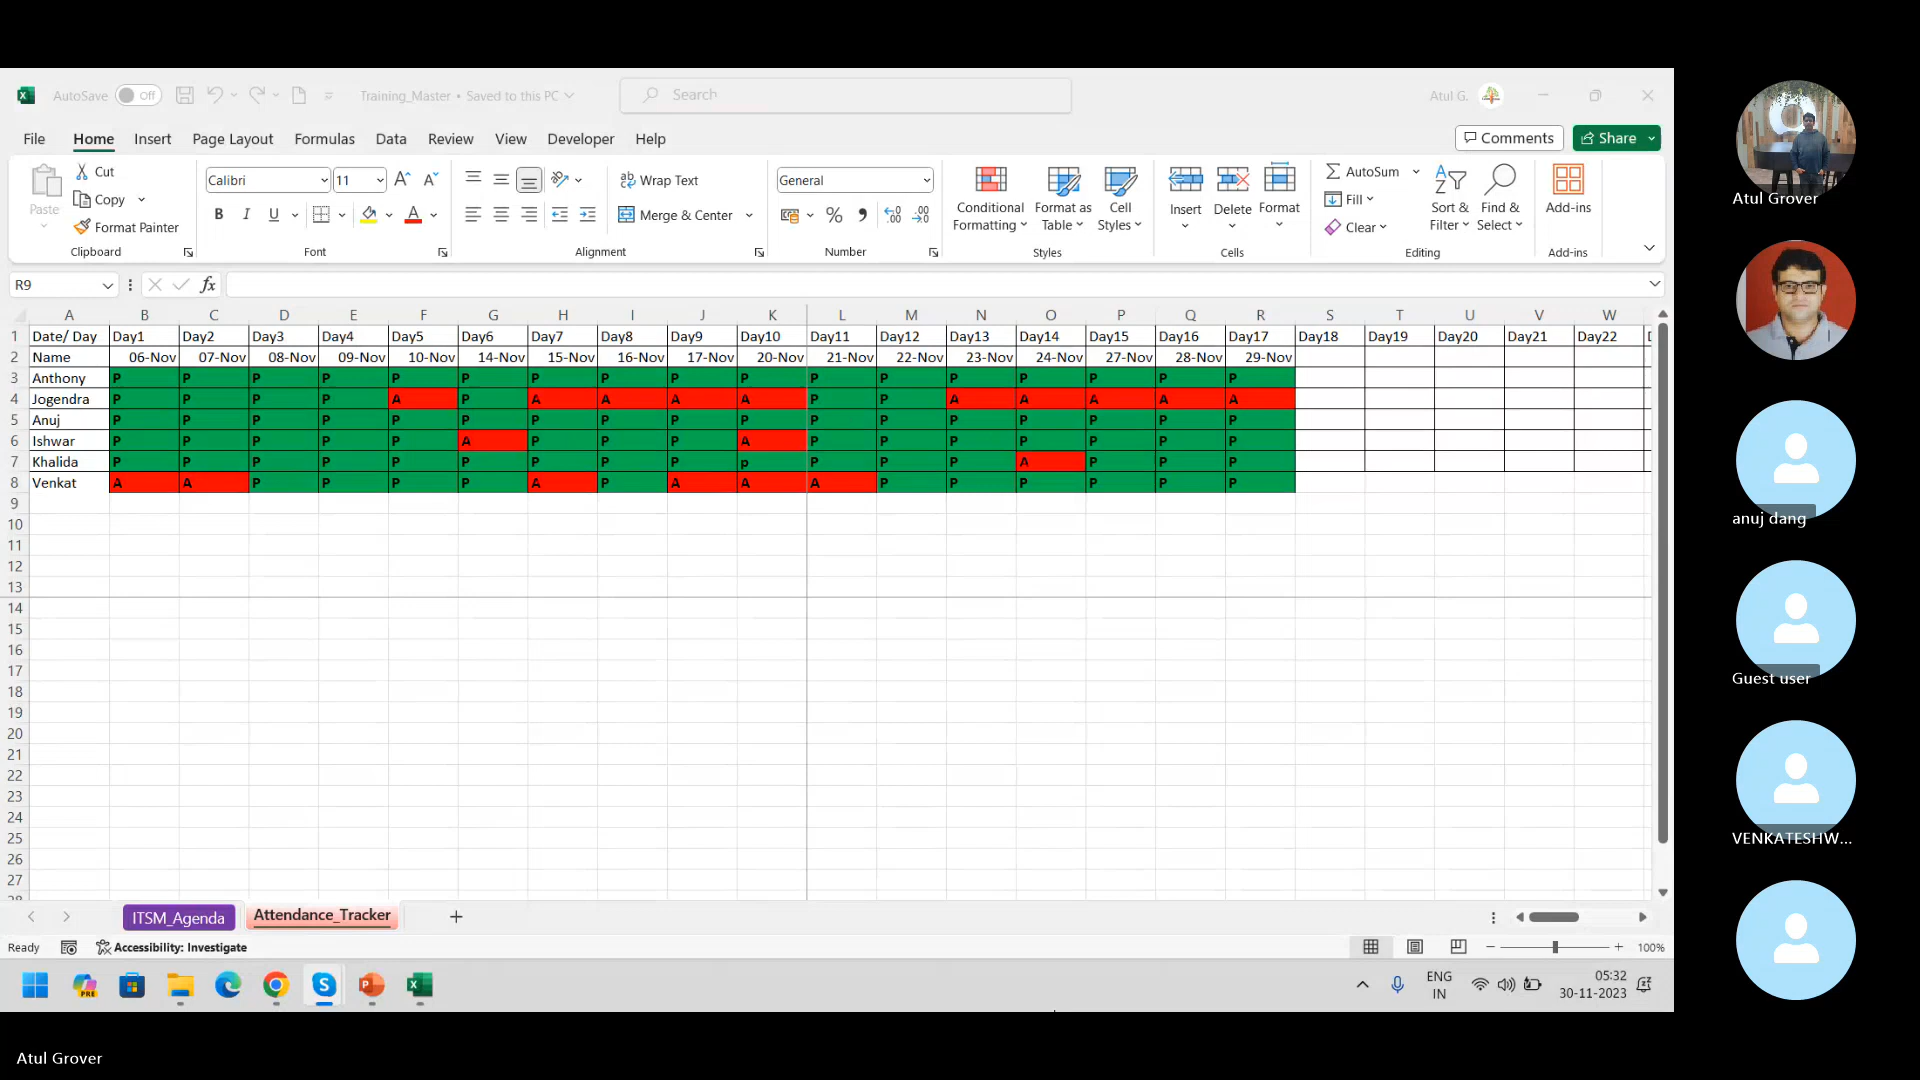 AutoSave Off Training_Master • Saved to this PC Search Atul G.
File Home Insert Page Layout Formulas Data Review View Developer Help Comments Share
Paste Cut Copy Format Painter Clipboard
Calibri 11 B I U A Font
Wrap Text Merge & Center Alignment
General % Number
Conditional Formatting Format as Table Cell Styles Styles
Insert Delete Format Cells
AutoSum Fill Clear Sort & Filter Find & Select Editing
Add-ins Add-ins
R9 fx
A B C D E F G H I J K L M N O P Q R S T U V W
1 Date/ Day Day1 Day2 Day3 Day4 Day5 Day6 Day7 Day8 Day9 Day10 Day11 Day12 Day13 Day14 Day15 Day16 Day17 Day18 Day19 Day20 Day21 Day22
2 Name 06-Nov 07-Nov 08-Nov 09-Nov 10-Nov 14-Nov 15-Nov 16-Nov 17-Nov 20-Nov 21-Nov 22-Nov 23-Nov 24-Nov 27-Nov 28-Nov 29-Nov
3 Anthony P P P P P P P P P P P P P P P P P
4 Jogendra P P P P A P A A A A P P A A A A A
5 Anuj P P P P P P P P P P P P P P P P P
6 Ishwar P P P P P A P P P A P P P P P P P
7 Khalida P P P P P P P P P p P P P A P P P
8 Venkat A A P P P P A P A A A P P P P P P
9
10
11
12
13
14
15
16
17
18
19
20
21
22
23
24
25
26
27
ITSM_Agenda Attendance_Tracker
Ready Accessibility: Investigate 100%
PRE ENG IN 05:32 30-11-2023
Atul Grover
anuj dang
Guest user
VENKATESHW...
Atul Grover